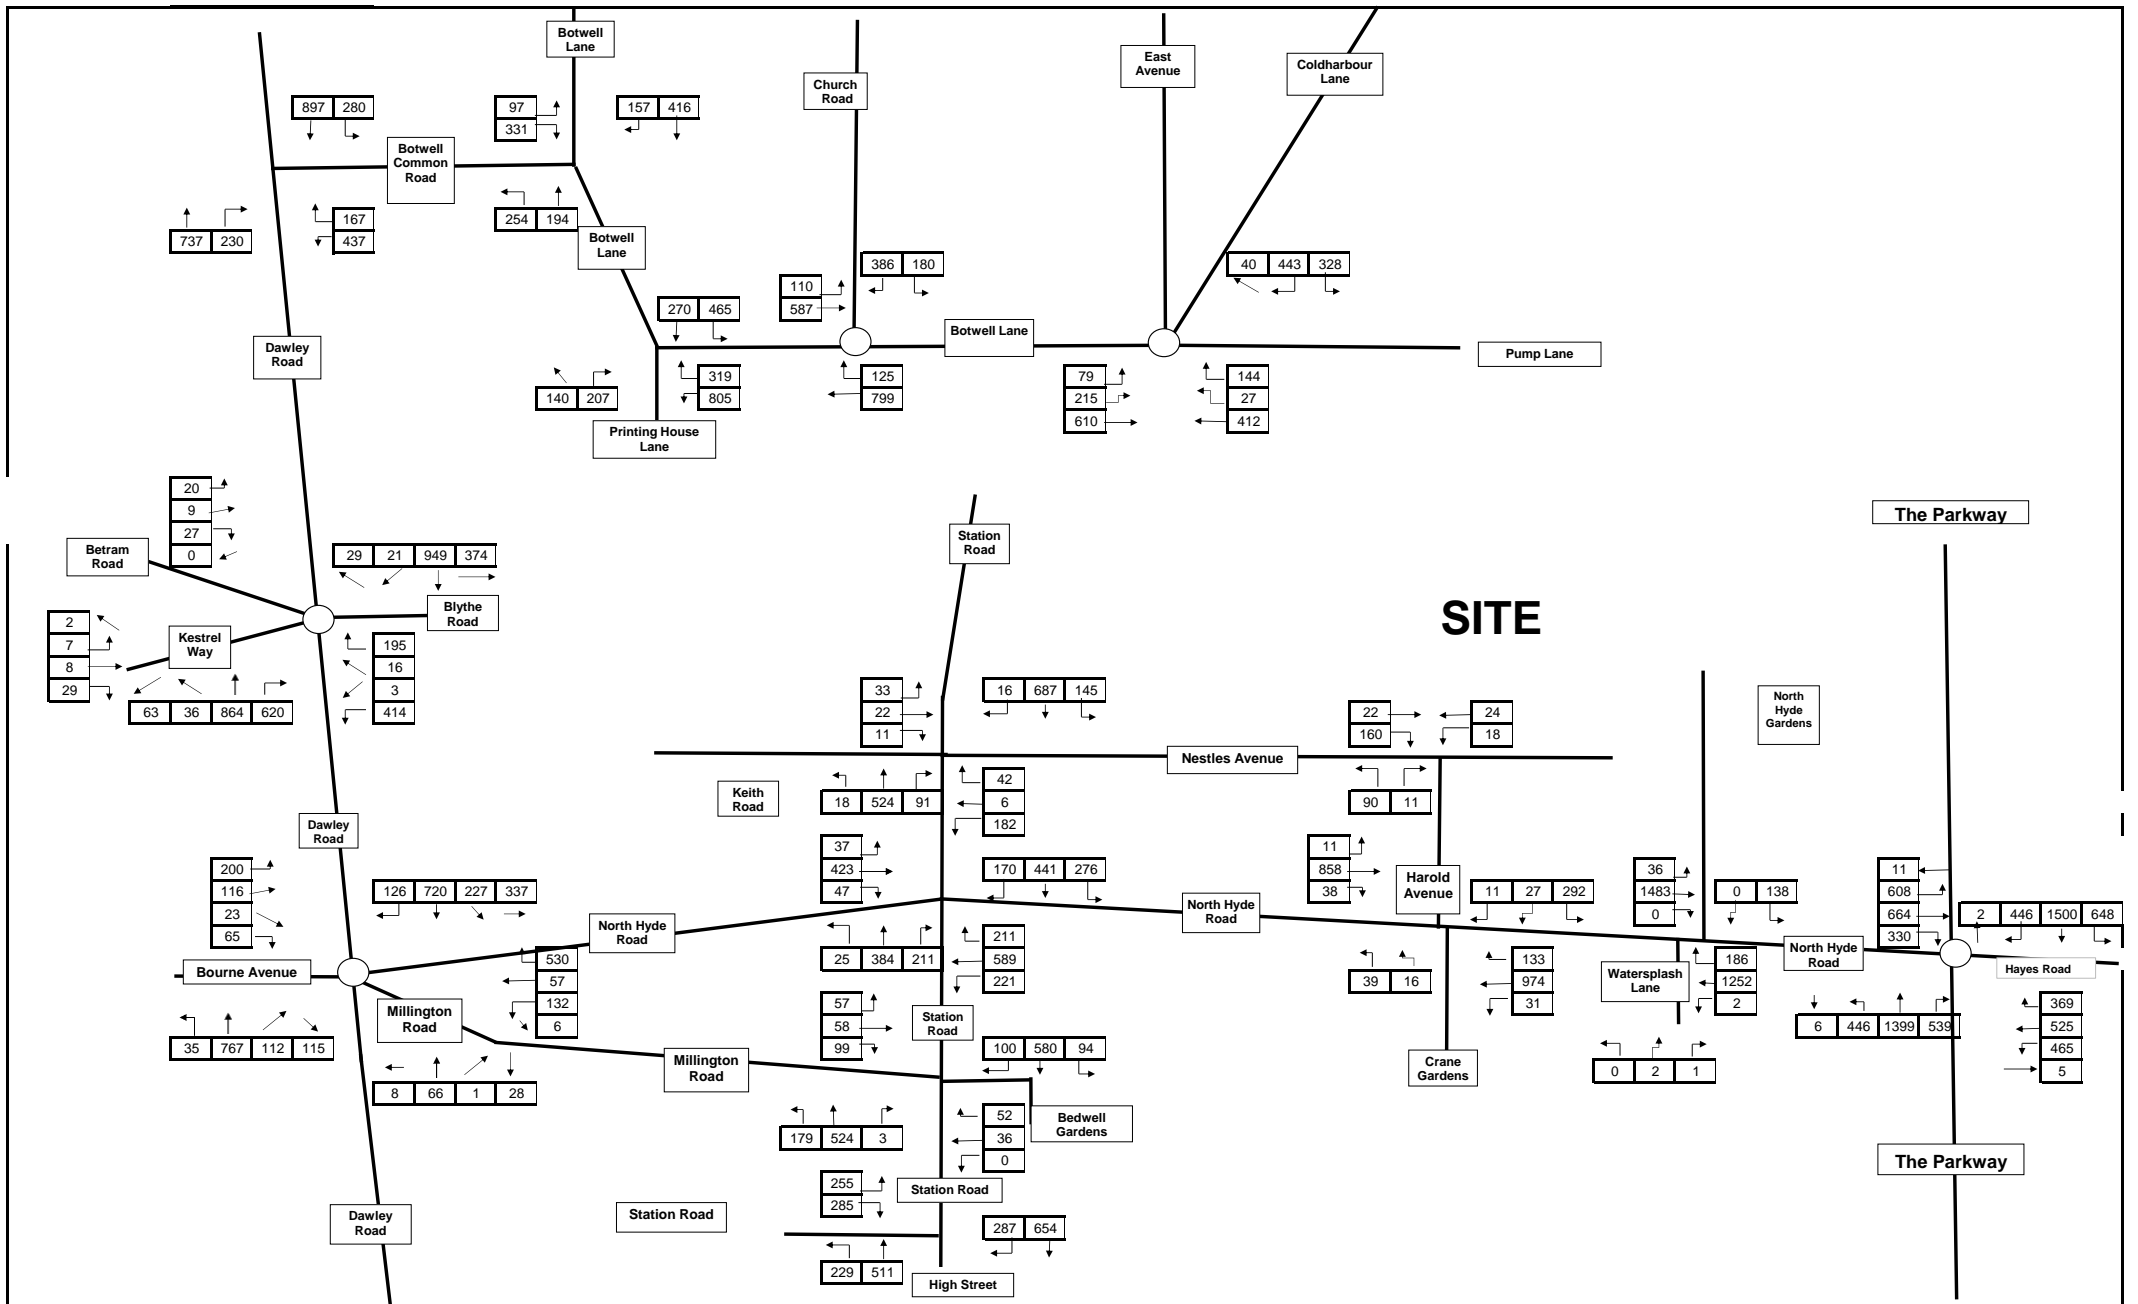 Botwell
Lane
East
Avenue
Coldharbour
Lane
Church
Road
897 280
97
331
157 416
Botwell
Common
Road
737 230
167
437
254 194
Botwell
Lane
386 180
40 443 328
110
587
270 465
Botwell Lane
Dawley
Road
Pump Lane
319
805
125
799
79
215
610
144
27
412
140 207
Printing House
Lane
20
9
27
0
The Parkway
Betram
Road
29 21 949 374
Station
Road
Blythe
Road
SITE
2
7
8
29
Kestrel
Way
195
16
3
414
63 36 864 620
33
22
11
16 687 145
22
160
24
18
North
Hyde
Gardens
Nestles Avenue
Keith
Road
18 524 91
42
6
182
90 11
Dawley
Road
37
423
47
170 441 276
11
858
38
Harold
Avenue
11 27 292
36
1483
0
0 138
11
608
664
330
2 446 1500 648
200
116
23
65
126 720 227 337
North Hyde
Road
North Hyde
Road
North Hyde
Road
Hayes Road
Bourne Avenue
530
57
132
6
25 384 211
211
589
221
39 16
133
974
31
Watersplash
Lane
186
1252
2
6 446 1399 539
369
525
465
5
Millington
Road
57
58
99
Station
Road
35 767 112 115
100 580 94
Millington
Road
Crane
Gardens
0 2 1
8 66 1 28
179 524 3
52
36
0
Bedwell
Gardens
The Parkway
255
285
Station Road
Dawley
Road
Station Road
287 654
229 511
High Street